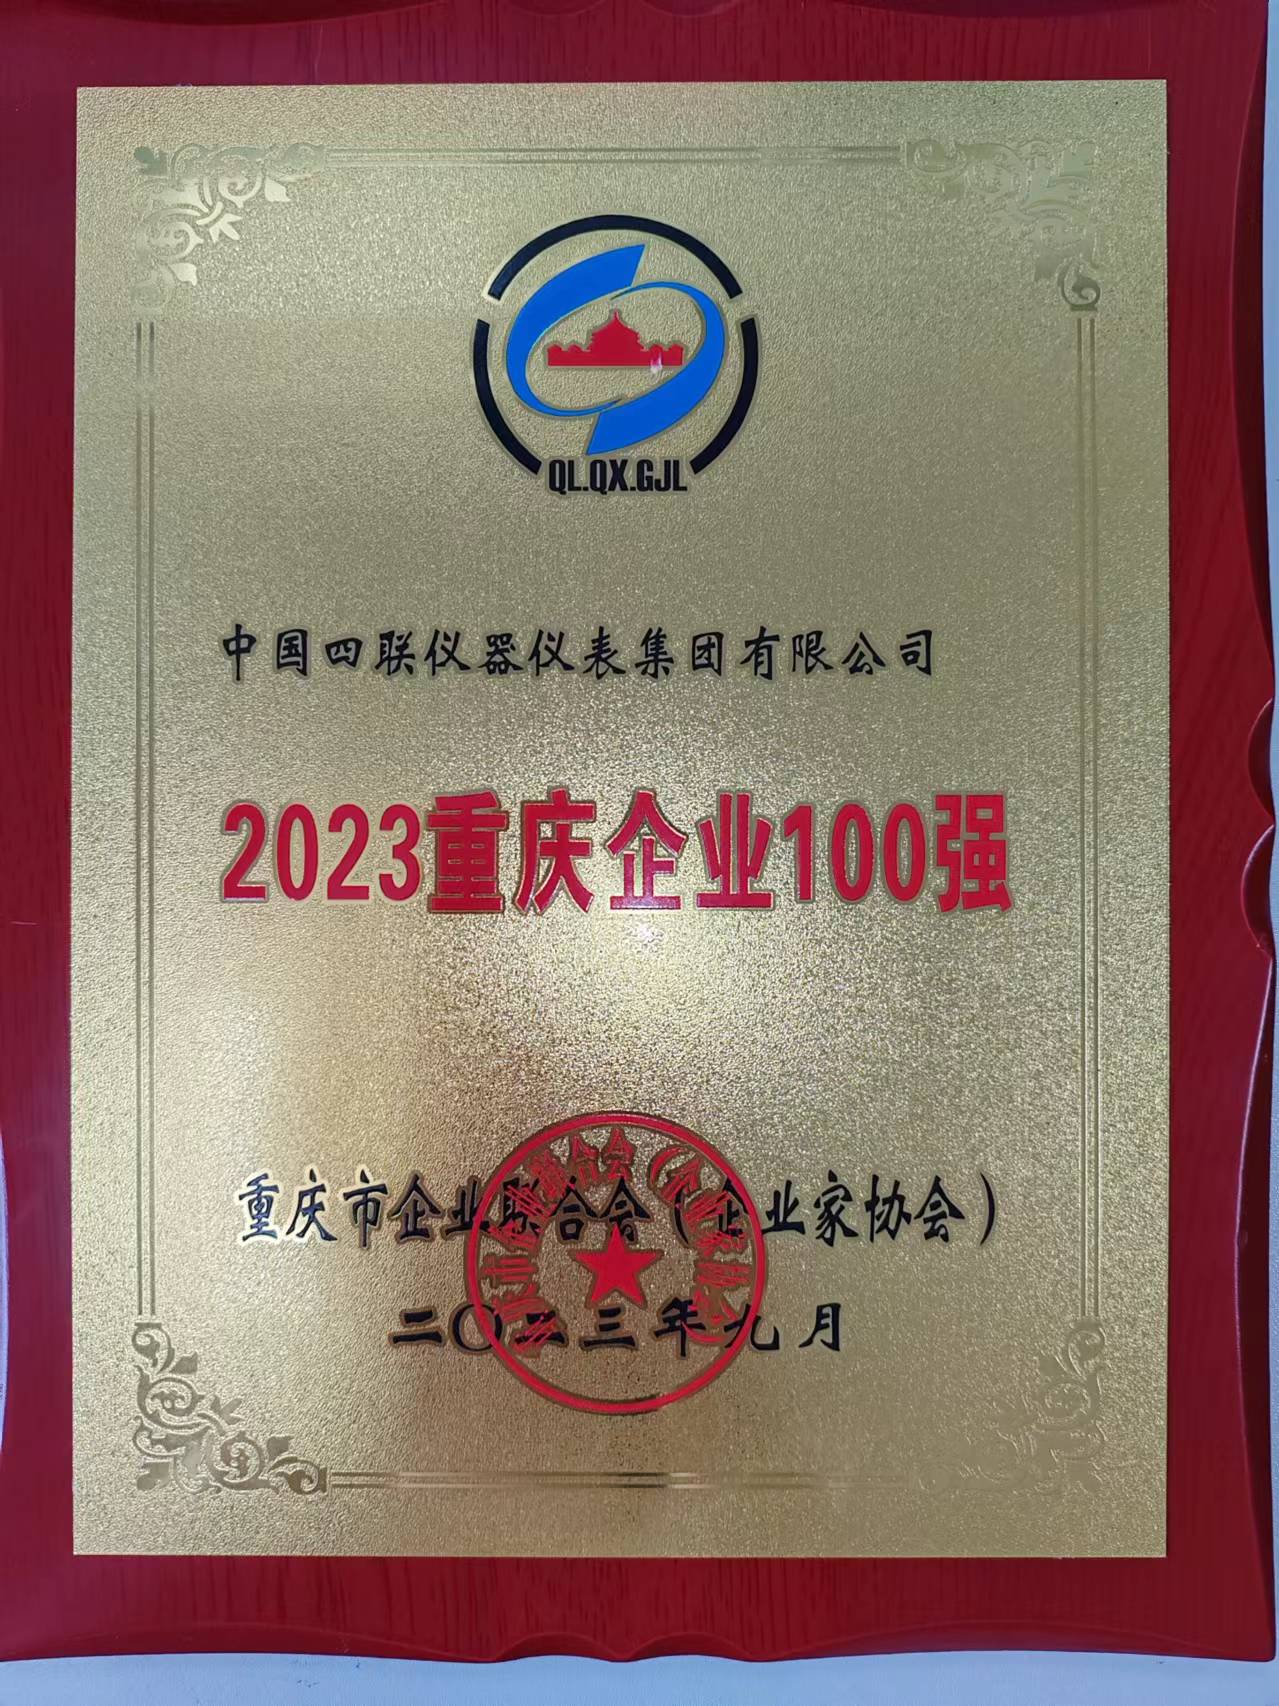 QL.QX.GJL
中国四联仪器仪表集团有限公司
2023重庆企业100强
重庆市企业联合会（企业家协会）
二〇二三年九月